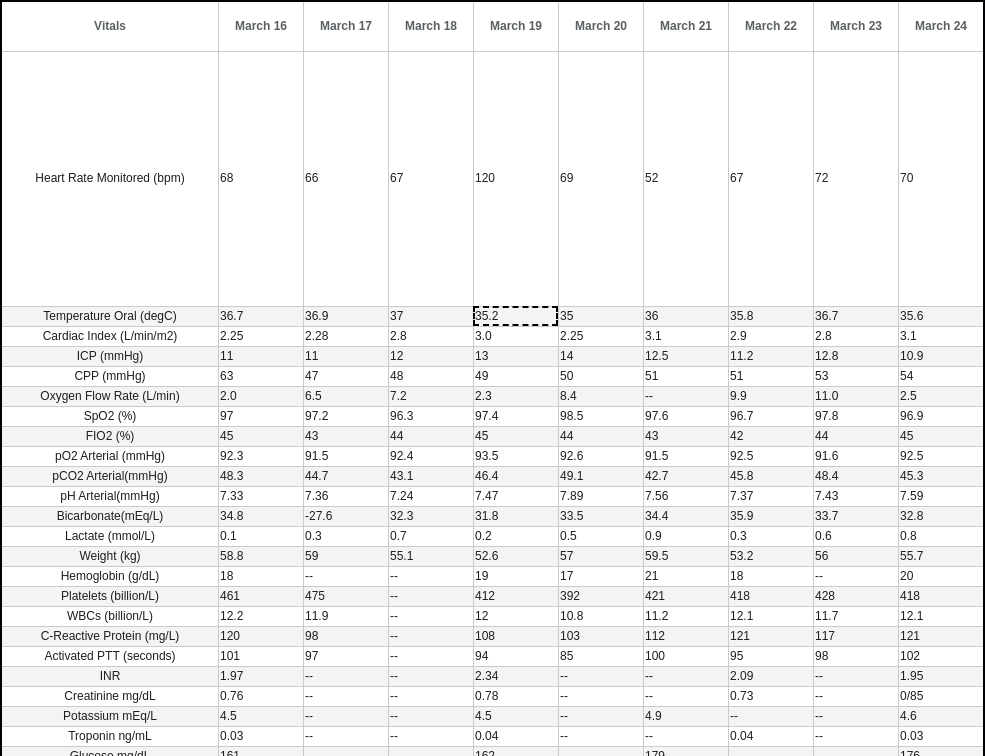 Vitals March 16 March 17 March 18 March 19 March 20 March 21 March 22 March 23 March 24
Heart Rate Monitored (bpm) 68 66 67 120 69 52 67 72 70
Temperature Oral (degC) 36.7 36.9 37 35.2 35 36 35.8 36.7 35.6
Cardiac Index (L/min/m2) 2.25 2.28 2.8 3.0 2.25 3.1 2.9 2.8 3.1
ICP (mmHg) 11 11 12 13 14 12.5 11.2 12.8 10.9
CPP (mmHg) 63 47 48 49 50 51 51 53 54
Oxygen Flow Rate (L/min) 2.0 6.5 7.2 2.3 8.4 -- 9.9 11.0 2.5
SpO2 (%) 97 97.2 96.3 97.4 98.5 97.6 96.7 97.8 96.9
FIO2 (%) 45 43 44 45 44 43 42 44 45
pO2 Arterial (mmHg) 92.3 91.5 92.4 93.5 92.6 91.5 92.5 91.6 92.5
pCO2 Arterial(mmHg) 48.3 44.7 43.1 46.4 49.1 42.7 45.8 48.4 45.3
pH Arterial(mmHg) 7.33 7.36 7.24 7.47 7.89 7.56 7.37 7.43 7.59
Bicarbonate(mEq/L) 34.8 -27.6 32.3 31.8 33.5 34.4 35.9 33.7 32.8
Lactate (mmol/L) 0.1 0.3 0.7 0.2 0.5 0.9 0.3 0.6 0.8
Weight (kg) 58.8 59 55.1 52.6 57 59.5 53.2 56 55.7
Hemoglobin (g/dL) 18 -- -- 19 17 21 18 -- 20
Platelets (billion/L) 461 475 -- 412 392 421 418 428 418
WBCs (billion/L) 12.2 11.9 -- 12 10.8 11.2 12.1 11.7 12.1
C-Reactive Protein (mg/L) 120 98 -- 108 103 112 121 117 121
Activated PTT (seconds) 101 97 -- 94 85 100 95 98 102
INR 1.97 -- -- 2.34 -- -- 2.09 -- 1.95
Creatinine mg/dL 0.76 -- -- 0.78 -- -- 0.73 -- 0/85
Potassium mEq/L 4.5 -- -- 4.5 -- 4.9 -- -- 4.6
Troponin ng/mL 0.03 -- -- 0.04 -- -- 0.04 -- 0.03
Glucose mg/dL 161 162 179 176